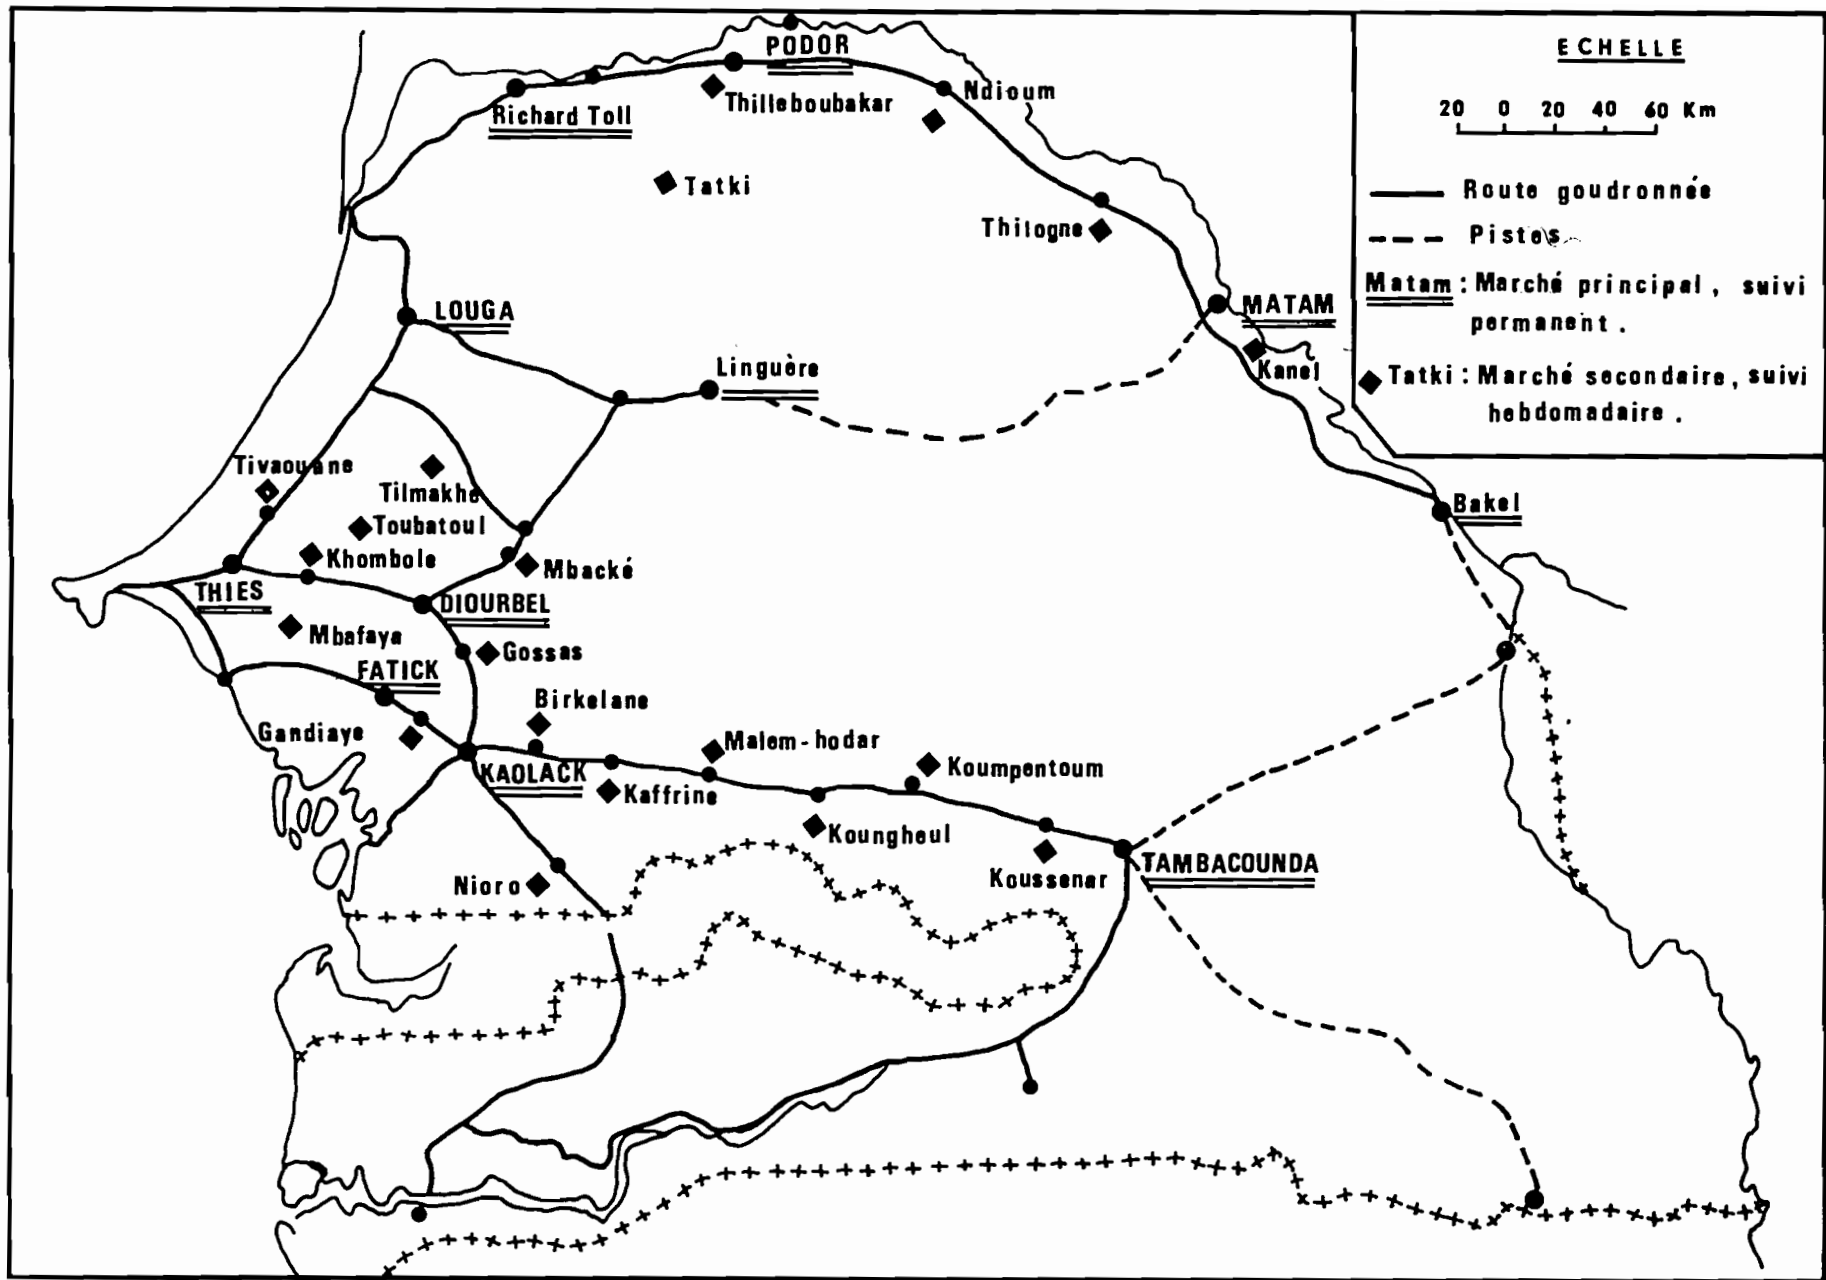 ECHELLE
20 0 20 40 60 Km
Route goudronnée
Pistes
Matam : Marché principal, suivi
permanent.
Tatki : Marché secondaire, suivi
hebdomadaire.
PODOR
Richard Toll
Thilleboubakar
Ndioum
Tatki
Thilogne
LOUGA
MATAM
Linguère
Kanel
Tivaouane
Tilmakhe
Toubatoul
Bakel
Khombole
Mbacké
THIES
DIOURBEL
Mbafaye
Gossas
FATICK
Birkelane
Gandiaye
Malem-hodar
KAOLACK
Koumpentoum
Kaffrine
Koungheul
TAMBACOUNDA
Nioro
Koussenar